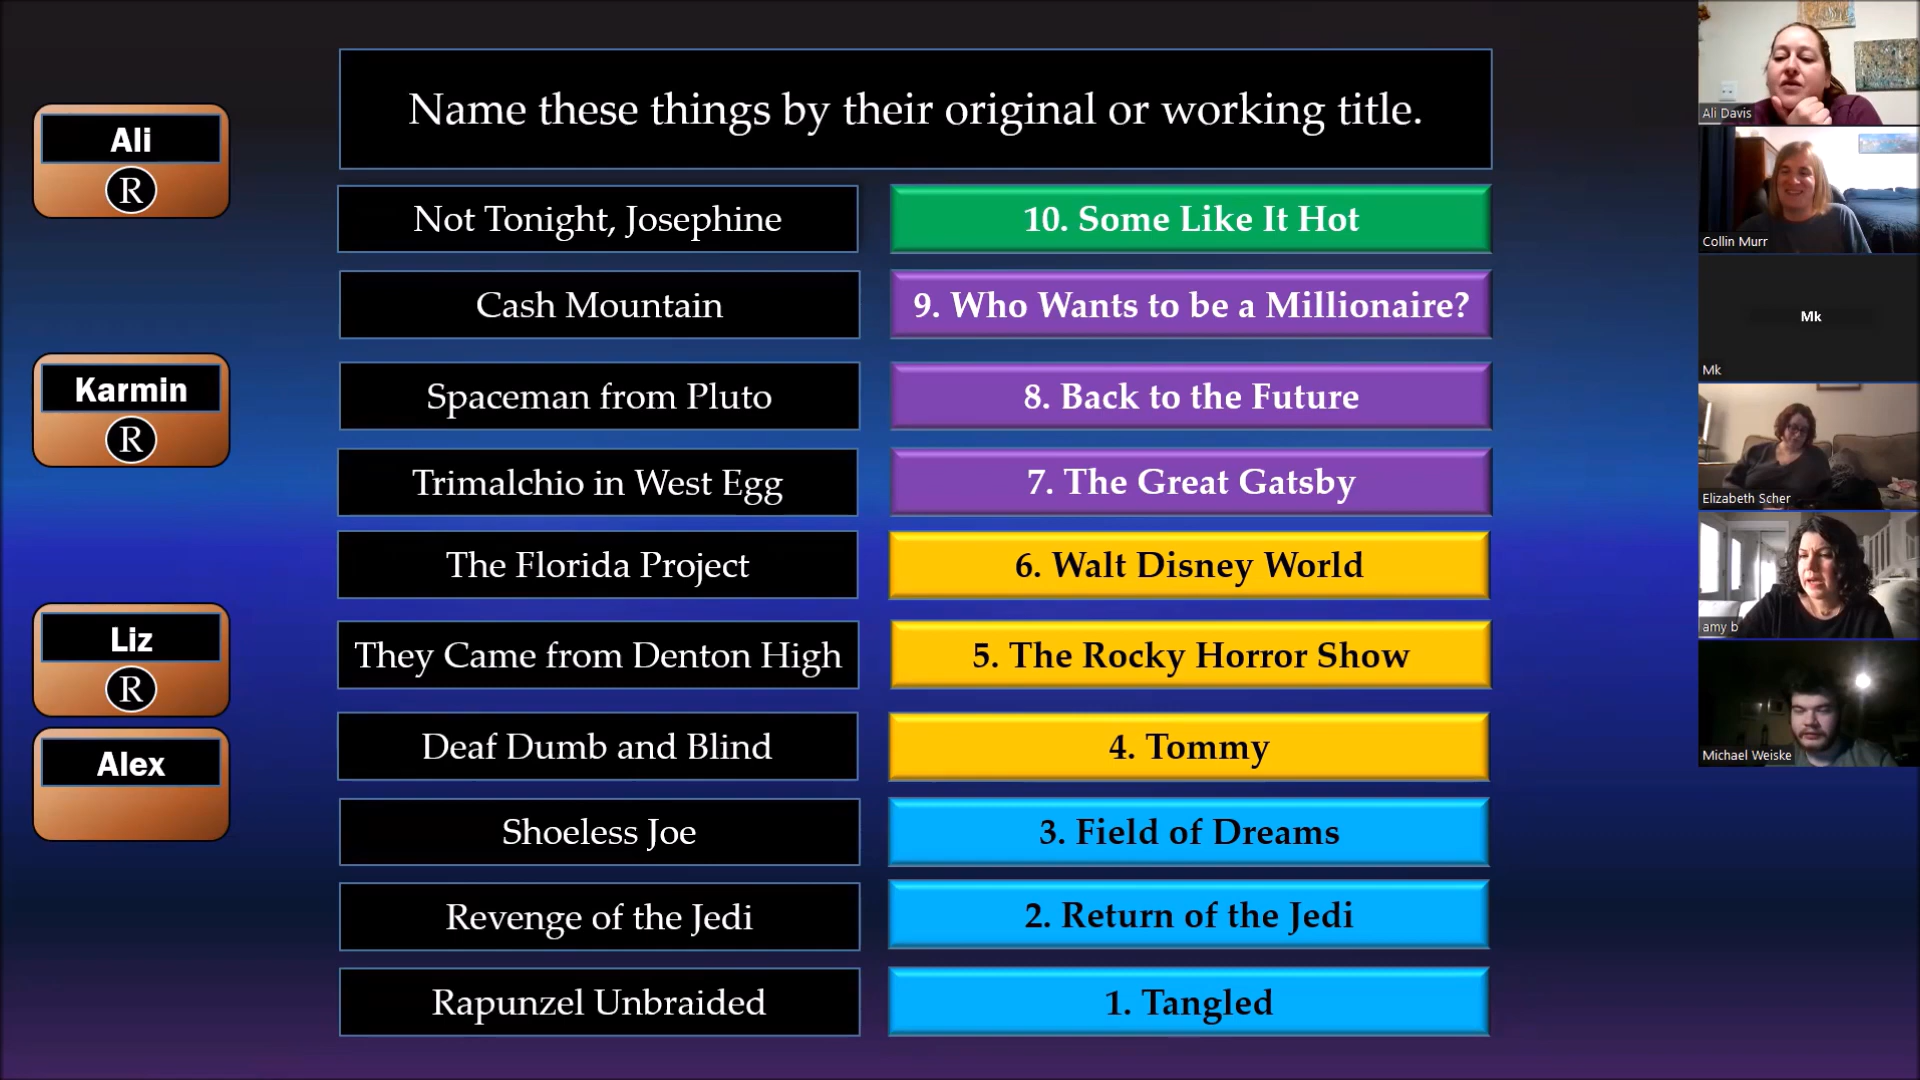 Name these things by their original or working title.
Ali
R
Karmin
R
Liz
R
Alex
Not Tonight, Josephine
10. Some Like It Hot
Cash Mountain
9. Who Wants to be a Millionaire?
Spaceman from Pluto
8. Back to the Future
Trimalchio in West Egg
7. The Great Gatsby
The Florida Project
6. Walt Disney World
They Came from Denton High
5. The Rocky Horror Show
Deaf Dumb and Blind
4. Tommy
Shoeless Joe
3. Field of Dreams
Revenge of the Jedi
2. Return of the Jedi
Rapunzel Unbraided
1. Tangled
Ali Davis
Collin Murr
Mk
Mk
Elizabeth Scher
amy b
Michael Weiske